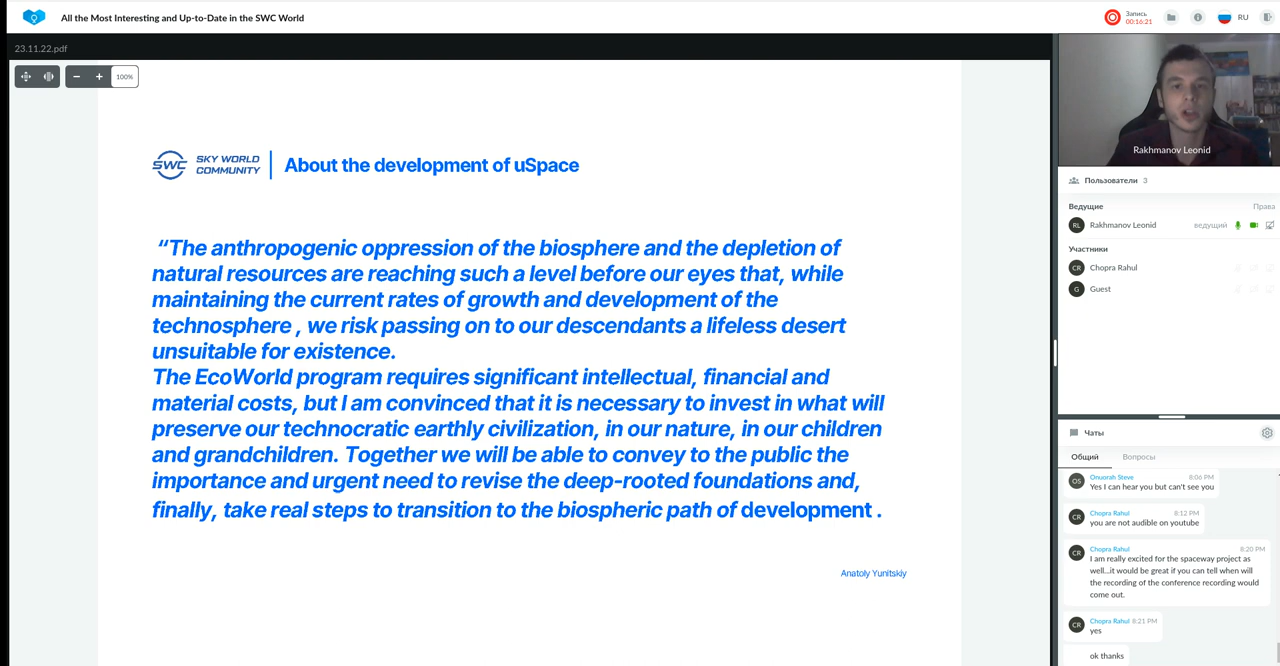 All the Most Interesting and Up-to-Date in the SWC World
Запись
00:16:21
RU
23.11.22.pdf
100%
SWC
SKY WORLD
COMMUNITY
About the development of uSpace
“The anthropogenic oppression of the biosphere and the depletion of
natural resources are reaching such a level before our eyes that, while
maintaining the current rates of growth and development of the
technosphere , we risk passing on to our descendants a lifeless desert
unsuitable for existence.
The EcoWorld program requires significant intellectual, financial and
material costs, but I am convinced that it is necessary to invest in what will
preserve our technocratic earthly civilization, in our nature, in our children
and grandchildren. Together we will be able to convey to the public the
importance and urgent need to revise the deep-rooted foundations and,
finally, take real steps to transition to the biospheric path of development .
Anatoly Yunitskiy
Rakhmanov Leonid
Пользователи 3
Ведущие Права
RL Rakhmanov Leonid ведущий
Участники
CR Chopra Rahul
G Guest
Чаты
Общий Вопросы
OS Onuorah Steve 8:06 PM
Yes I can hear you but can't see you
CR Chopra Rahul 8:12 PM
you are not audible on youtube
CR Chopra Rahul 8:20 PM
I am really excited for the spaceway project as
well...it would be great if you can tell when will
the recording of the conference recording would
come out.
CR Chopra Rahul 8:21 PM
yes
ok thanks